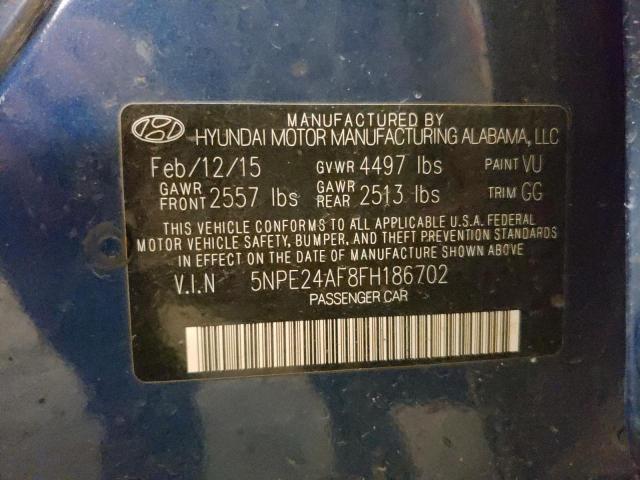 MANUFACTURED BY
HYUNDAI MOTOR MANUFACTURING ALABAMA, LLC
Feb/12/15 GVWR 4497 lbs PAINT VU
GAWR FRONT 2557 lbs GAWR REAR 2513 lbs TRIM GG
THIS VEHICLE CONFORMS TO ALL APPLICABLE U.S.A. FEDERAL
MOTOR VEHICLE SAFETY, BUMPER, AND THEFT PREVENTION STANDARDS
IN EFFECT ON THE DATE OF MANUFACTURE SHOWN ABOVE.
V.I.N 5NPE24AF8FH186702
PASSENGER CAR